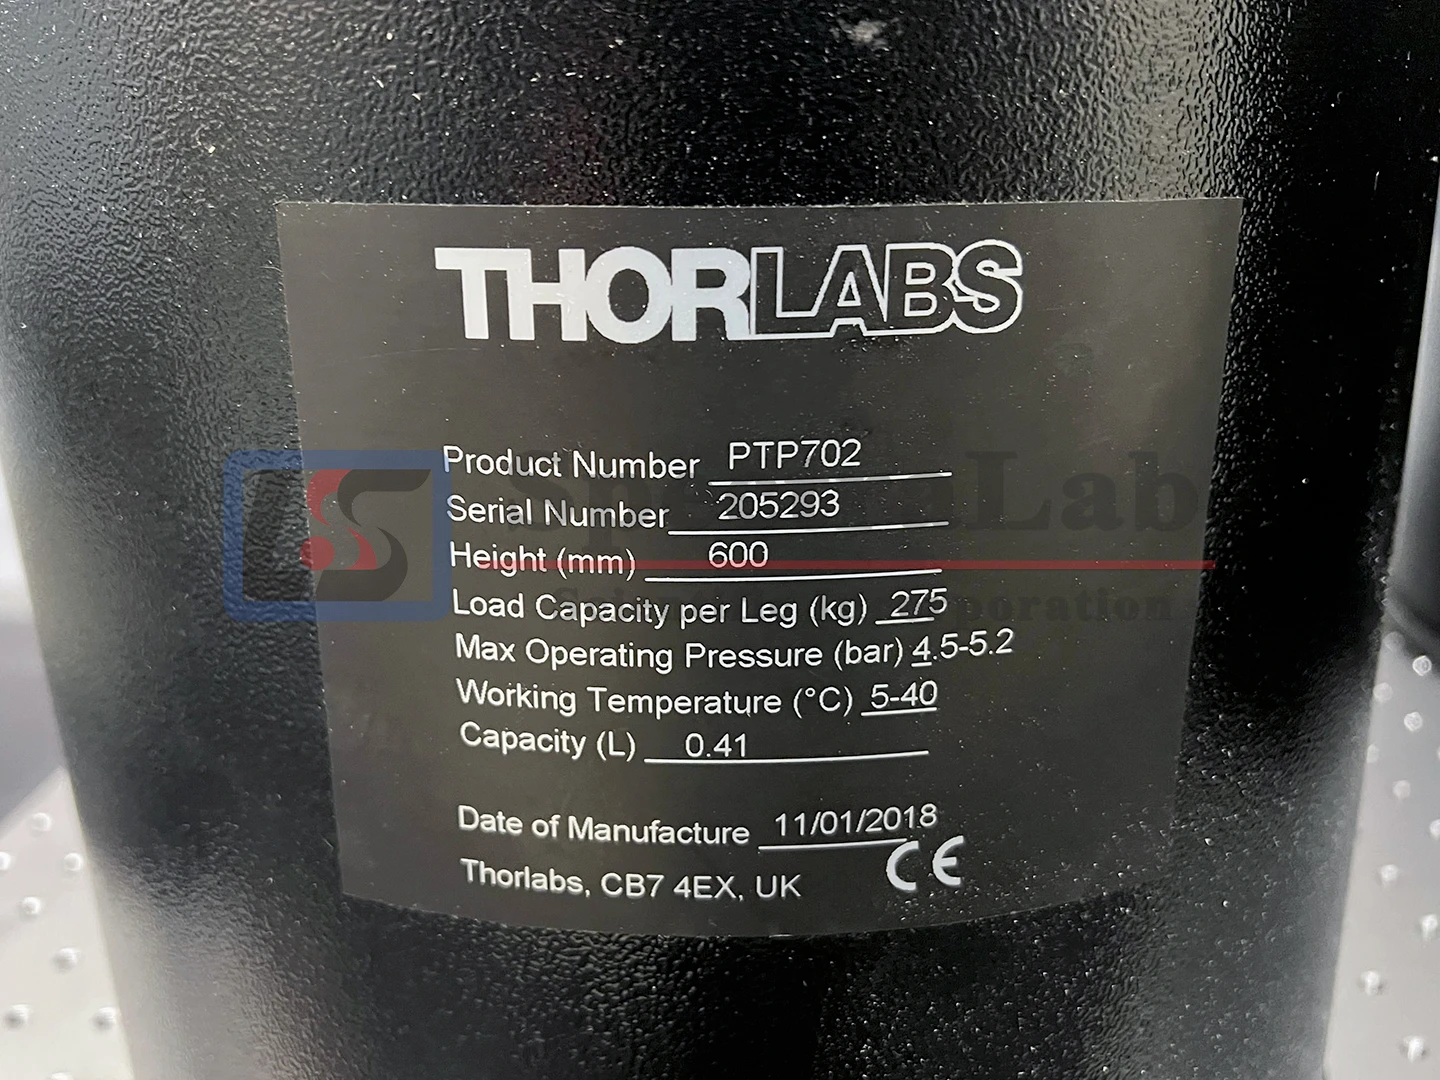 THORLABS
Product Number PTP702
Serial Number 205293
Height (mm) 600
Load Capacity per Leg (kg) 275
Max Operating Pressure (bar) 4.5-5.2
Working Temperature (°C) 5-40
Capacity (L) 0.41
Date of Manufacture 11/01/2018
Thorlabs, CB7 4EX, UK
CE